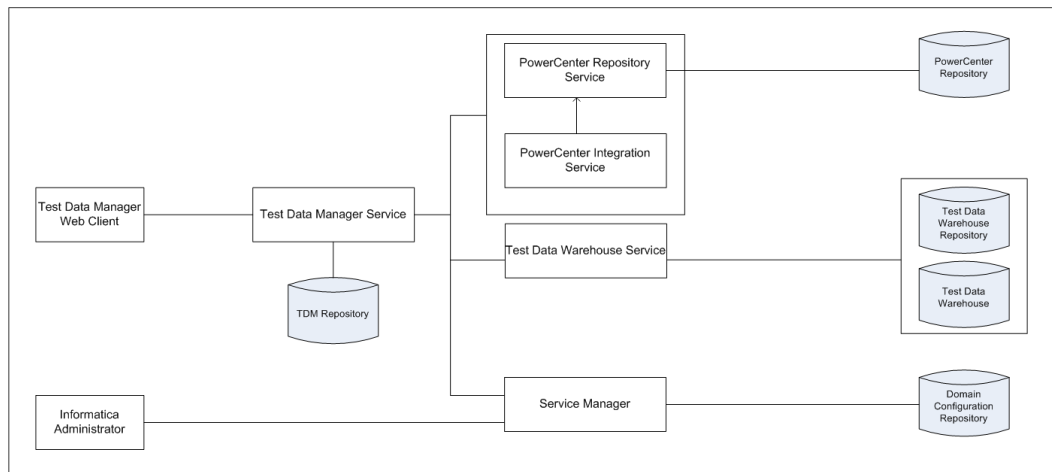 PowerCenter Repository
Service
PowerCenter
Repository
PowerCenter Integration
Service
Test Data Manager
Web Client
Test Data Manager Service
Test Data Warehouse Service
Test Data
Warehouse
Repository
Test Data
Warehouse
TDM Repository
Informatica
Administrator
Service Manager
Domain
Configuration
Repository